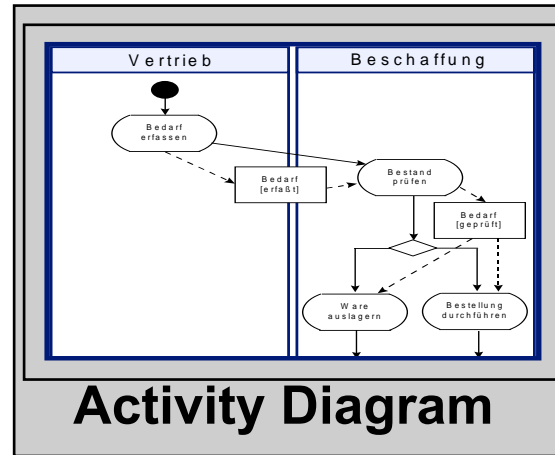 Vertrieb
Beschaffung
Bedarf
erfassen
Bedarf
[erfaßt]
Bestand
prüfen
Bedarf
[geprüft]
Ware
auslagern
Bestellung
durchführen
Activity Diagram